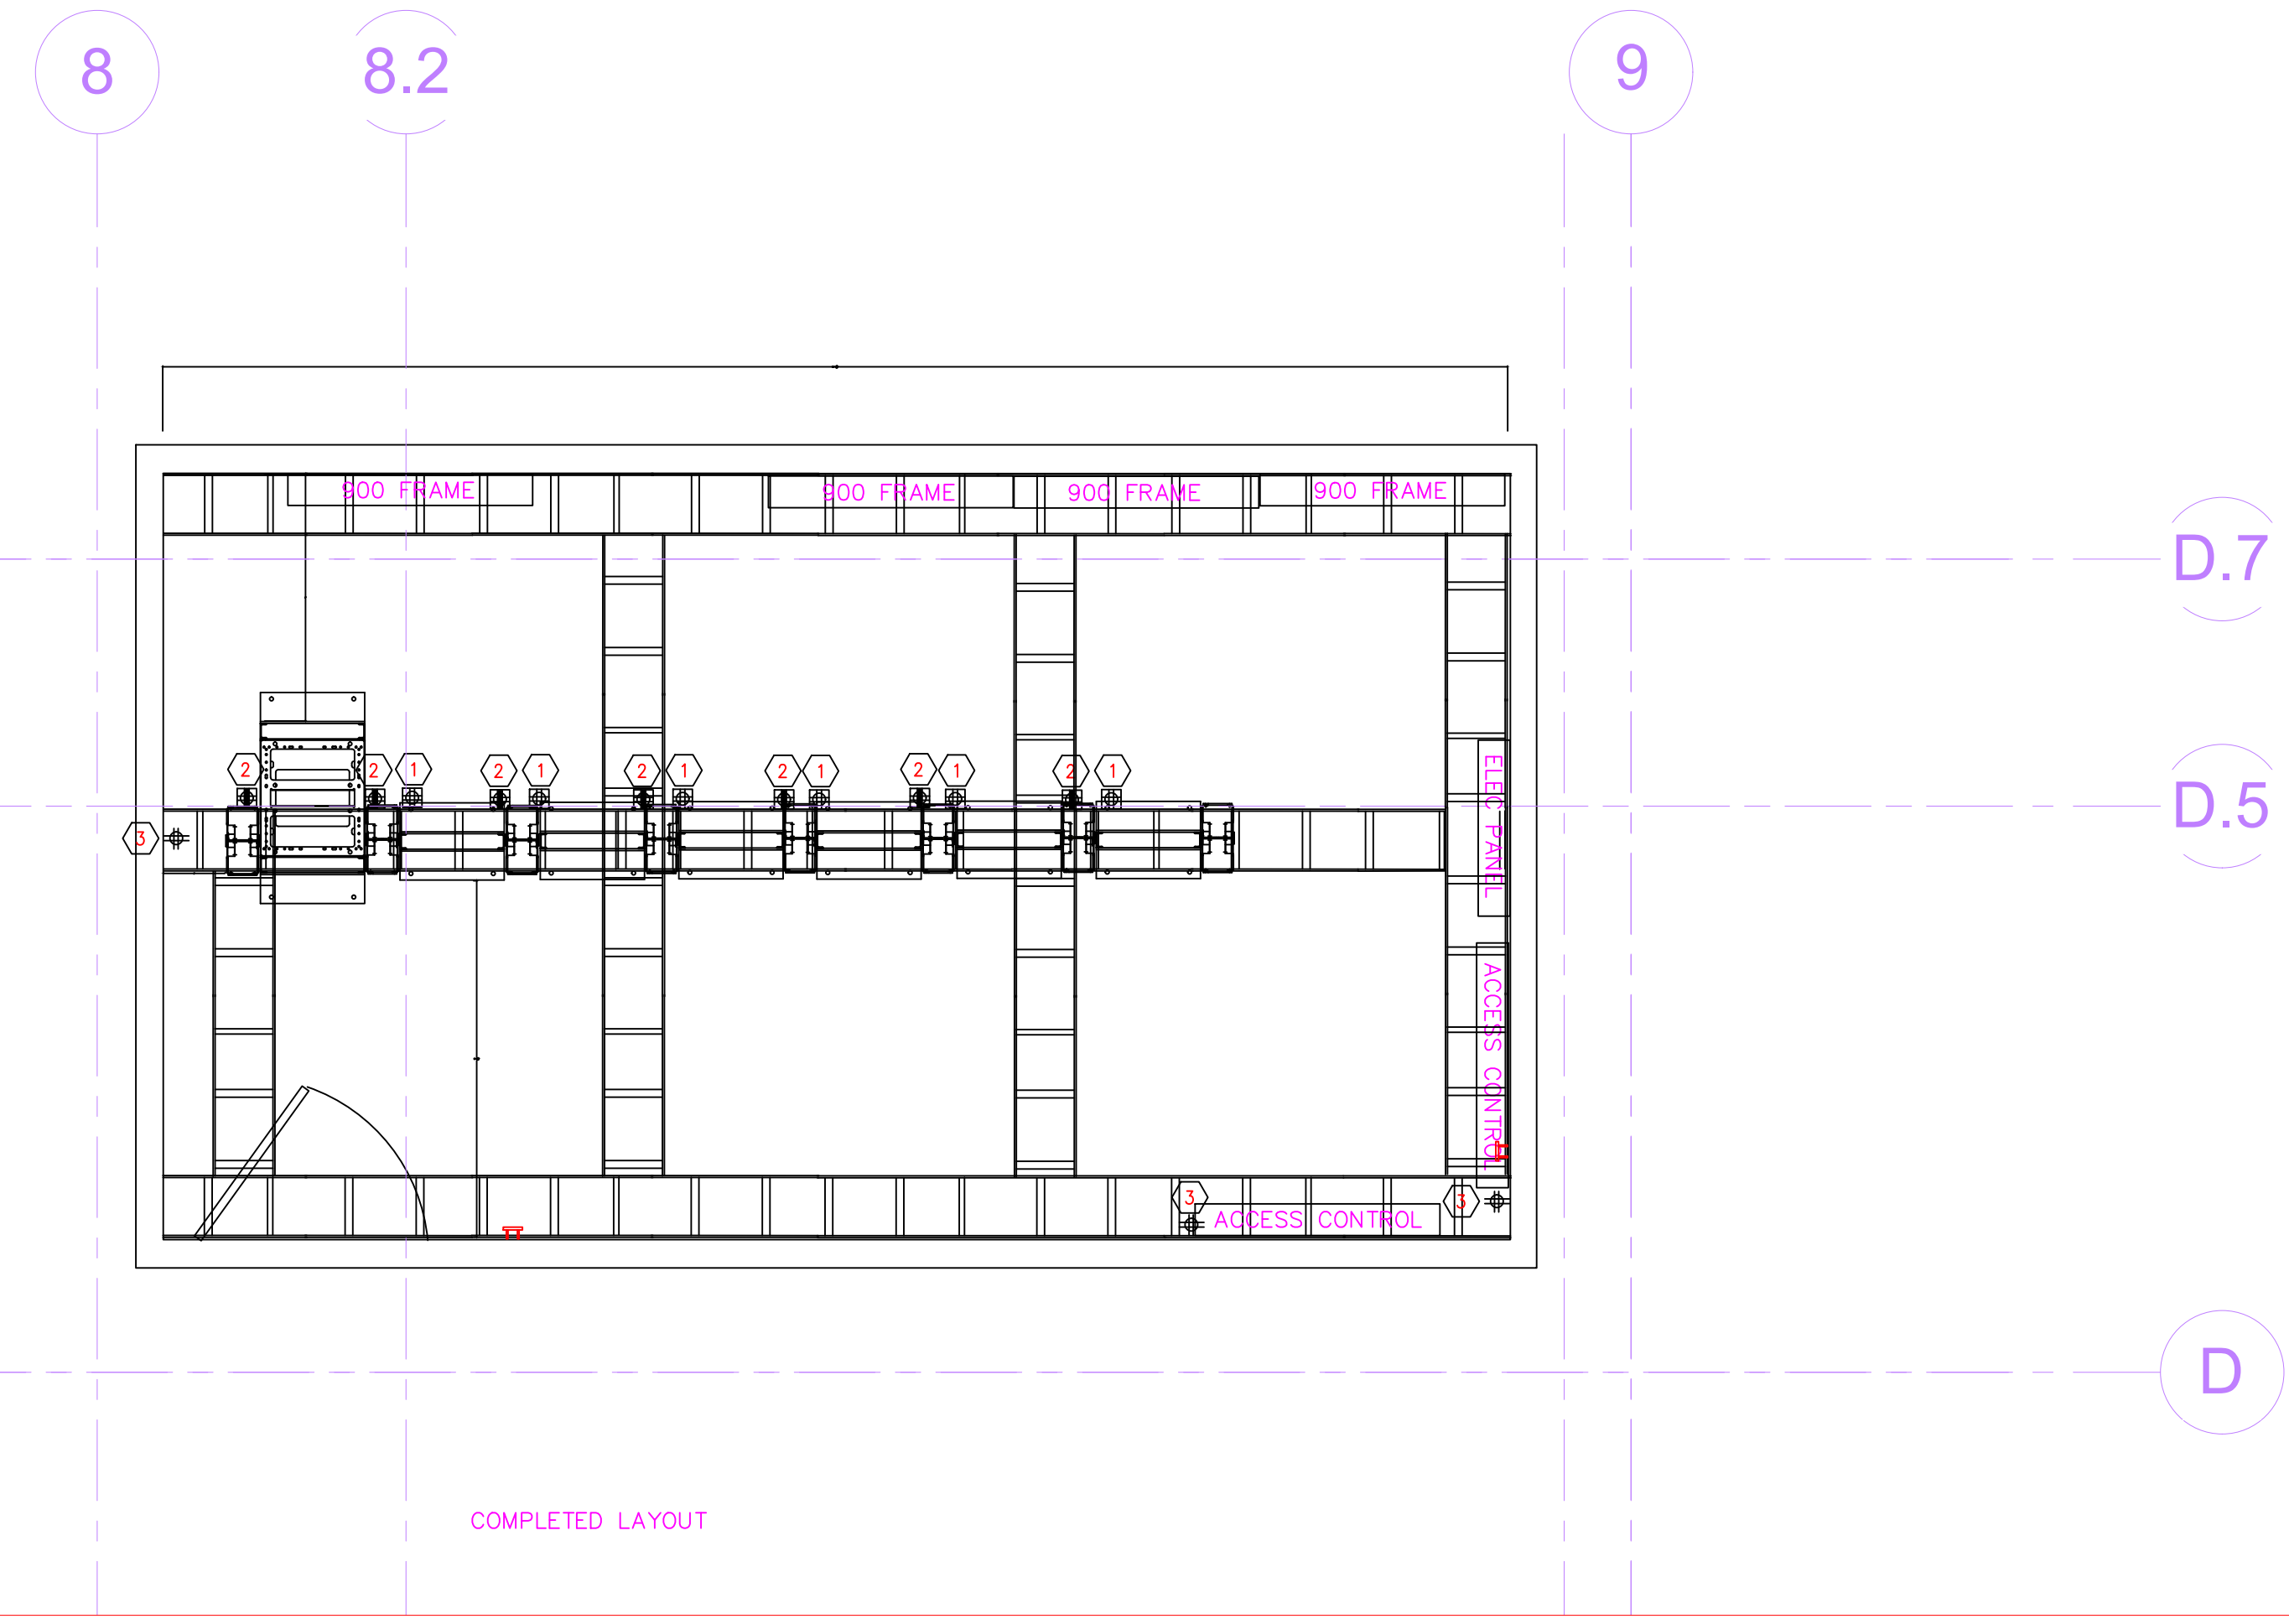 8 8.2 9
900 FRAME 900 FRAME 900 FRAME 900 FRAME
D.7
2 2 1 2 1 2 1 2 1 2 1 2 1
ELEC PANEL
D.5
3
ACCESS CONTROL
3 3
ACCESS CONTROL
D
COMPLETED LAYOUT